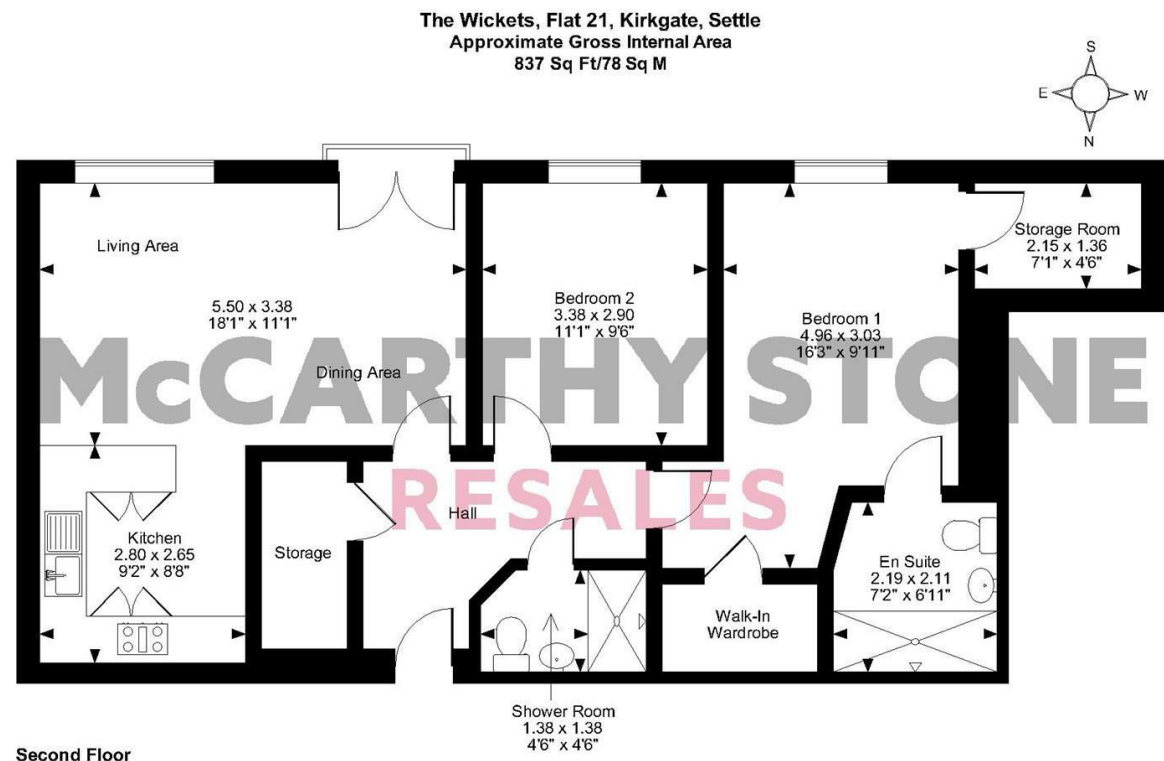 The Wickets, Flat 21, Kirkgate, Settle
Approximate Gross Internal Area
837 Sq Ft/78 Sq M
S
E
W
N
Living Area
5.50 x 3.38
18'1" x 11'1"
Dining Area
Bedroom 2
3.38 x 2.90
11'1" x 9'6"
Bedroom 1
4.96 x 3.03
16'3" x 9'11"
Storage Room
2.15 x 1.36
7'1" x 4'6"
McCARTHY STONE
RESALES
Hall
Kitchen
2.80 x 2.65
9'2" x 8'8"
Storage
En Suite
2.19 x 2.11
7'2" x 6'11"
Walk-In
Wardrobe
Shower Room
1.38 x 1.38
4'6" x 4'6"
Second Floor